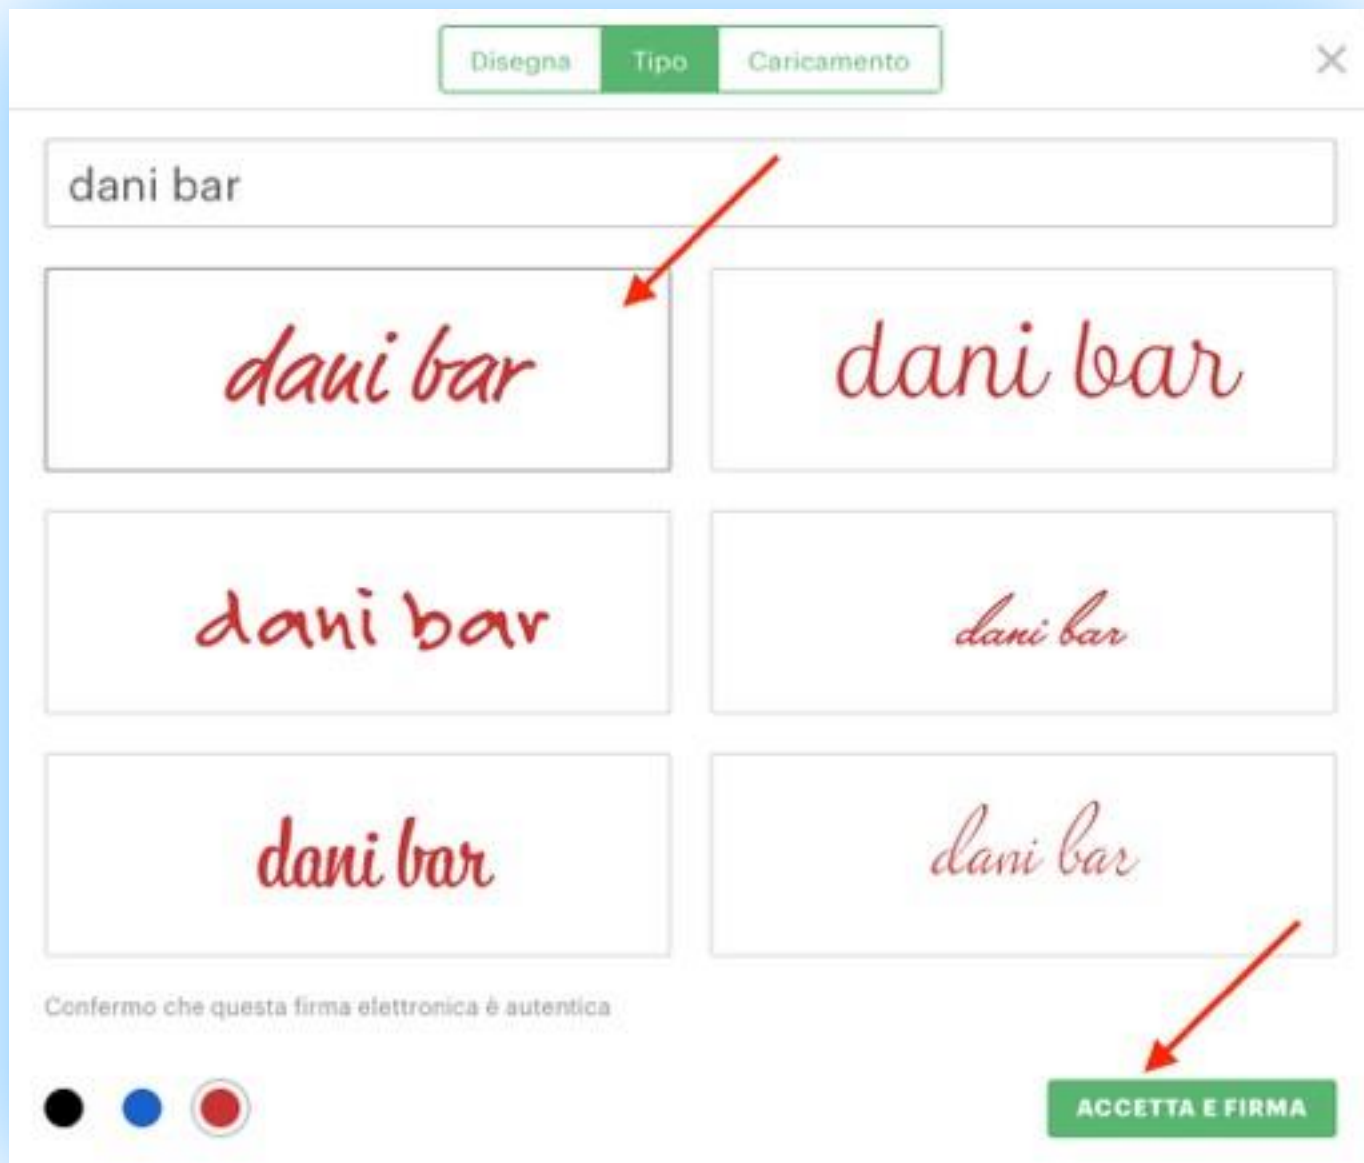 Disegna Tipo Caricamento
dani bar
dani bar dani bar
dani bar dani bar
dani bar dani bar
Confermo che questa firma elettronica è autentica
ACCETTA E FIRMA